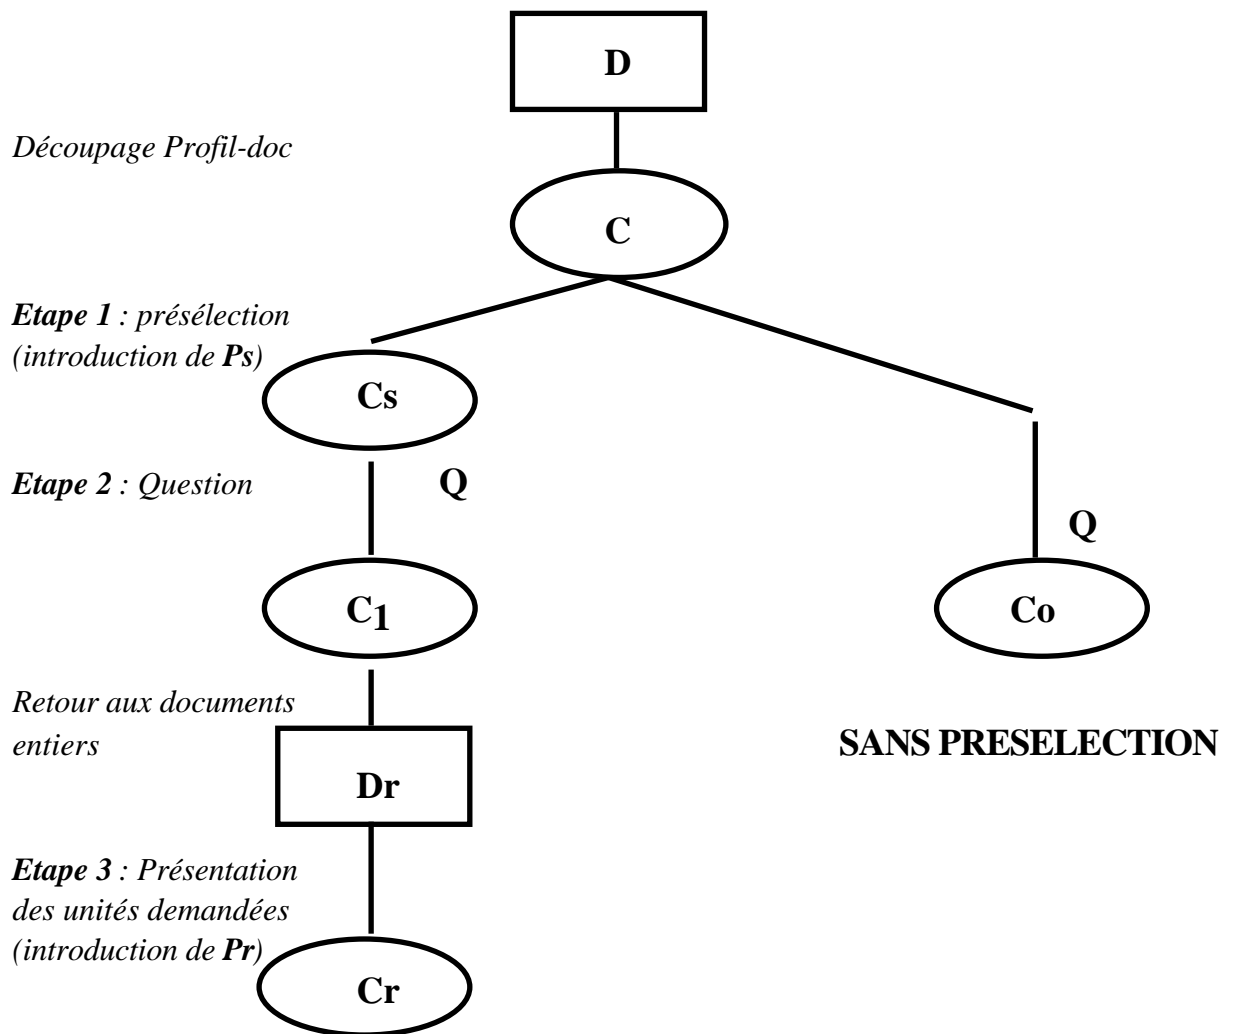 D
Découpage Profil-doc
C
Etape 1 : présélection
(introduction de Ps)
Cs
Etape 2 : Question
Q
Q
C1
Co
Retour aux documents
entiers
SANS PRESELECTION
Dr
Etape 3 : Présentation
des unités demandées
(introduction de Pr)
Cr